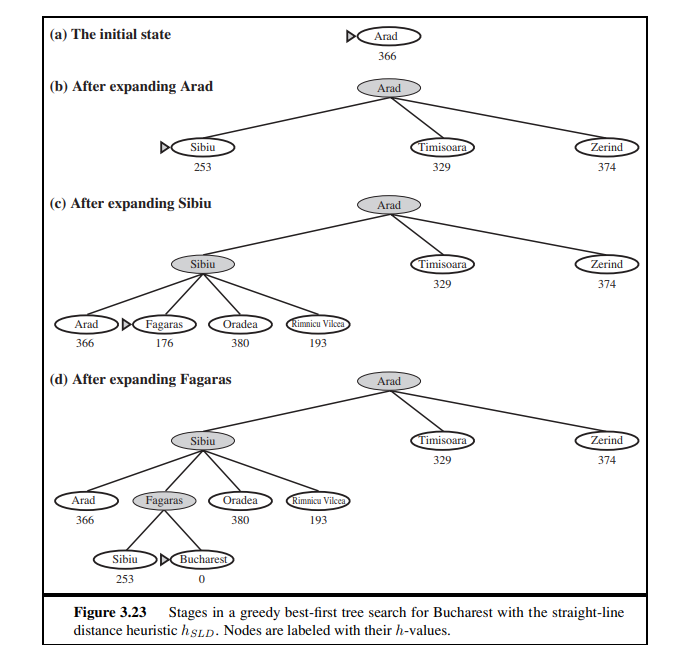 (a) The initial state
Arad
366
(b) After expanding Arad
Arad
Sibiu Timisoara Zerind
253 329 374
(c) After expanding Sibiu
Arad
Sibiu Timisoara Zerind
329 374
Arad Fagaras Oradea Rimnicu Vilcea
366 176 380 193
(d) After expanding Fagaras
Arad
Sibiu Timisoara Zerind
329 374
Arad Fagaras Oradea Rimnicu Vilcea
366 380 193
Sibiu Bucharest
253 0
Figure 3.23 Stages in a greedy best-first tree search for Bucharest with the straight-line
distance heuristic hSLD. Nodes are labeled with their h-values.